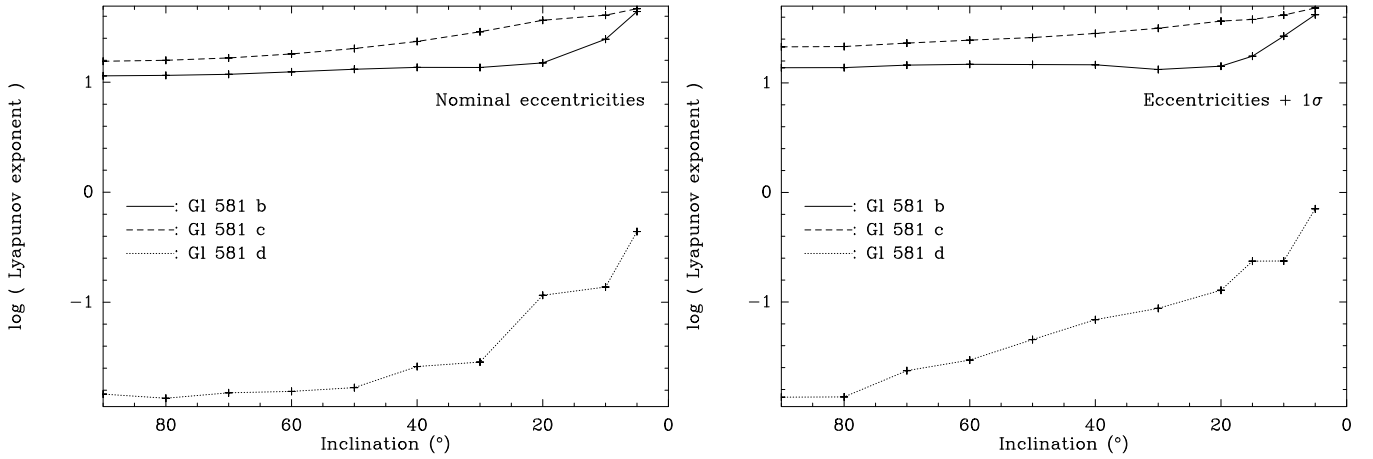 log ( Lyapunov exponent )
1
0
−1
Nominal eccentricities
: Gl 581 b
: Gl 581 c
: Gl 581 d
80 60 40 20 0
Inclination (°)
log ( Lyapunov exponent )
1
0
−1
Eccentricities + 1σ
: Gl 581 b
: Gl 581 c
: Gl 581 d
80 60 40 20 0
Inclination (°)